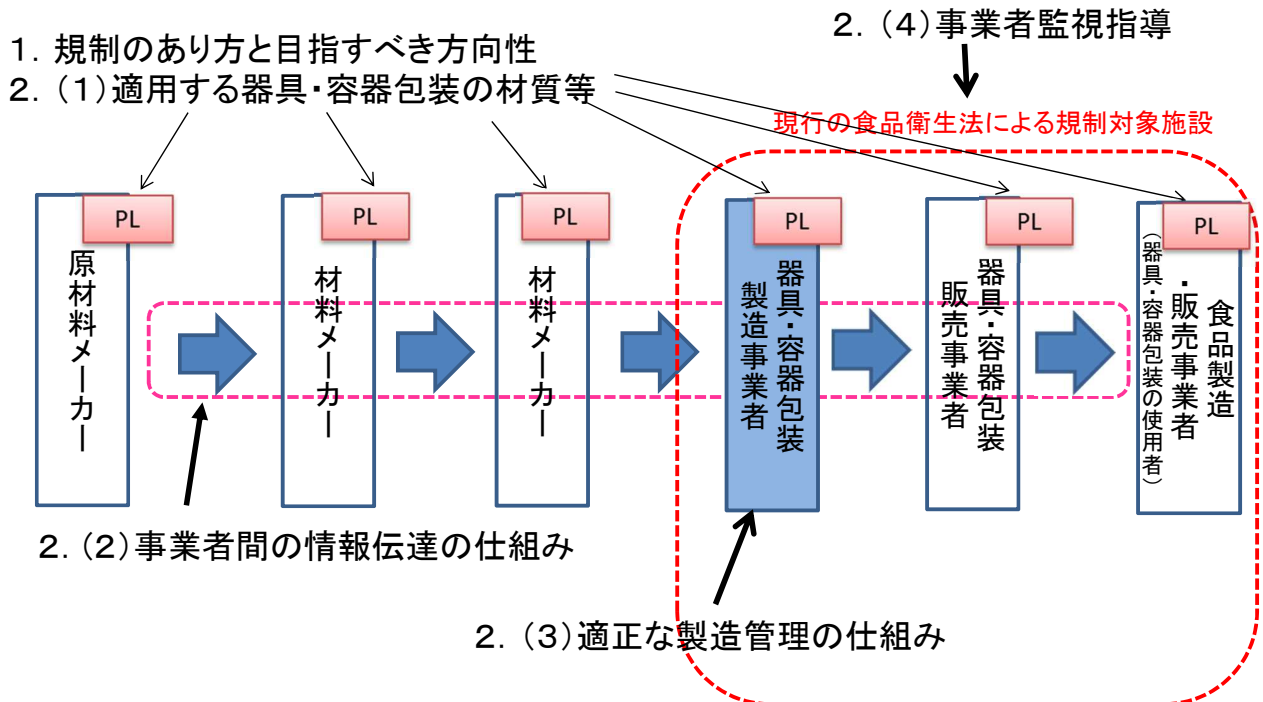 2．（4）事業者監視指導
1．規制のあり方と目指すべき方向性
2．（1）適用する器具・容器包装の材質等
現行の食品衛生法による規制対象施設
PL
原材料メーカー
PL
材料メーカー
PL
材料メーカー
PL
器具・容器包装
製造事業者
PL
器具・容器包装
販売事業者
PL
食品製造
・販売事業者
（器具・容器包装の使用者）
2．（2）事業者間の情報伝達の仕組み
2．（3）適正な製造管理の仕組み